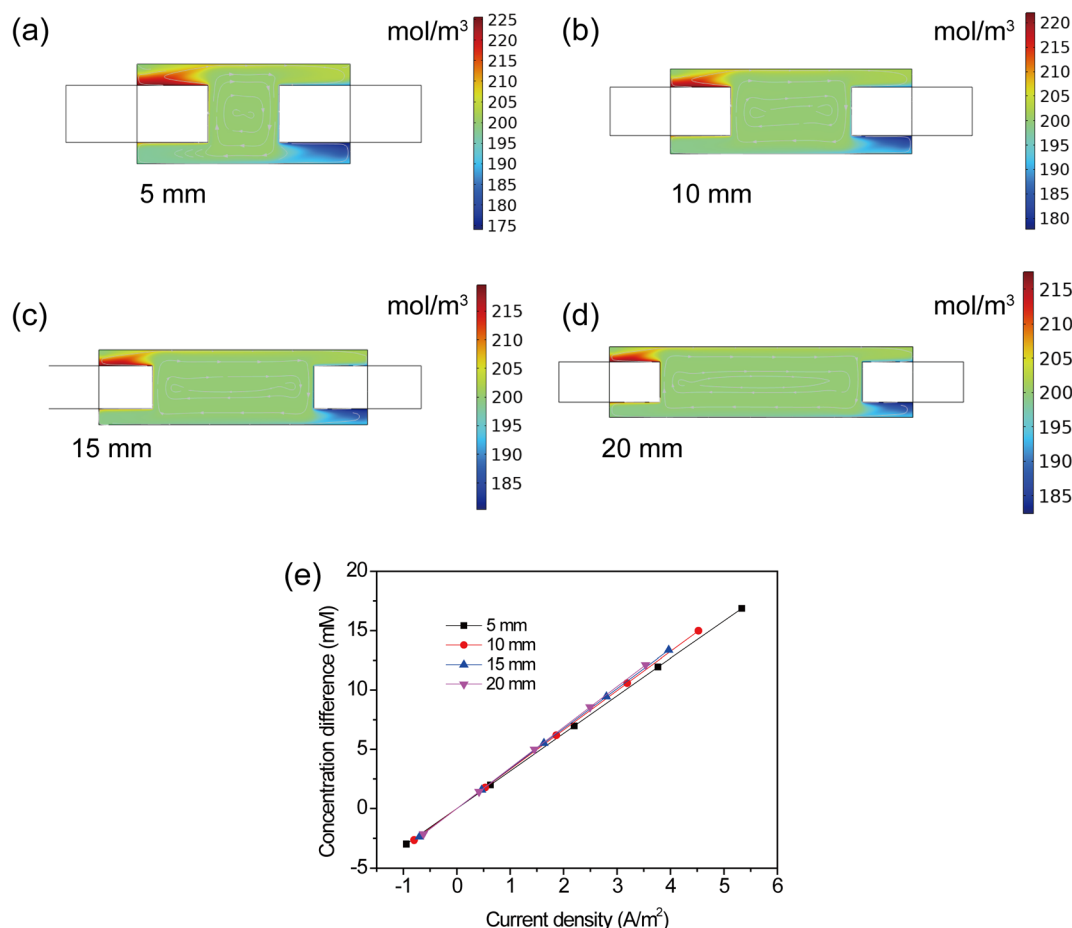 (a)
mol/m³
225
220
215
210
205
200
195
190
185
180
175
5 mm
(b)
mol/m³
220
215
210
205
200
195
190
185
180
10 mm
(c)
mol/m³
215
210
205
200
195
190
185
15 mm
(d)
mol/m³
215
210
205
200
195
190
185
20 mm
(e)
Concentration difference (mM)
20
15
10
5
0
-5
5 mm
10 mm
15 mm
20 mm
-1 0 1 2 3 4 5 6
Current density (A/m²)